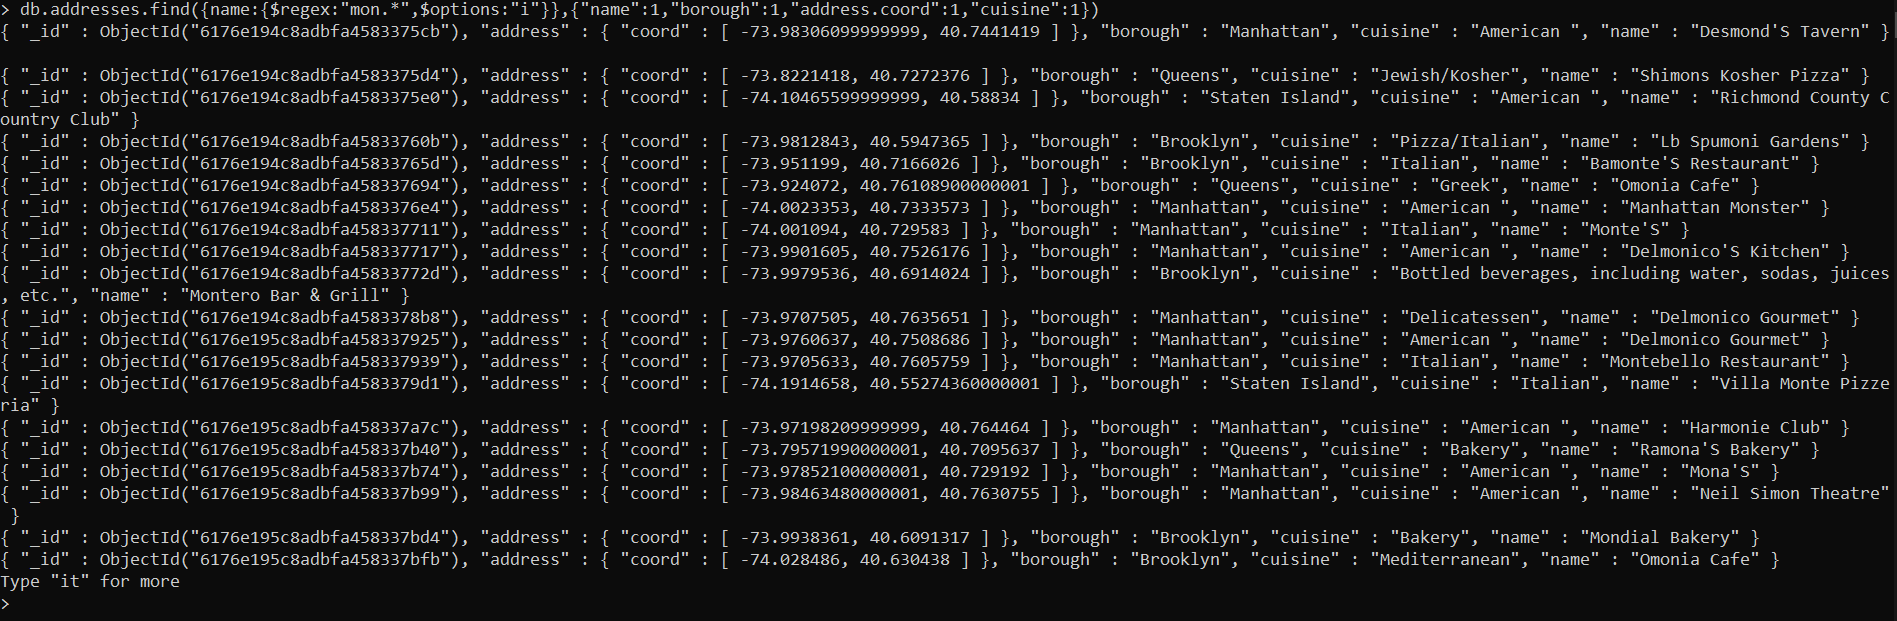 > db.addresses.find({name:{$regex:"mon.*",$options:"i"}},{"name":1,"borough":1,"address.coord":1,"cuisine":1})
{ "_id" : ObjectId("6176e194c8adbfa4583375cb"), "address" : { "coord" : [ -73.98306099999999, 40.7441419 ] }, "borough" : "Manhattan", "cuisine" : "American ", "name" : "Desmond'S Tavern" }
{ "_id" : ObjectId("6176e194c8adbfa4583375d4"), "address" : { "coord" : [ -73.8221418, 40.7272376 ] }, "borough" : "Queens", "cuisine" : "Jewish/Kosher", "name" : "Shimons Kosher Pizza" }
{ "_id" : ObjectId("6176e194c8adbfa4583375e0"), "address" : { "coord" : [ -74.10465599999999, 40.58834 ] }, "borough" : "Staten Island", "cuisine" : "American ", "name" : "Richmond County C
ountry Club" }
{ "_id" : ObjectId("6176e194c8adbfa45833760b"), "address" : { "coord" : [ -73.9812843, 40.5947365 ] }, "borough" : "Brooklyn", "cuisine" : "Pizza/Italian", "name" : "Lb Spumoni Gardens" }
{ "_id" : ObjectId("6176e194c8adbfa45833765d"), "address" : { "coord" : [ -73.951199, 40.7166026 ] }, "borough" : "Brooklyn", "cuisine" : "Italian", "name" : "Bamonte'S Restaurant" }
{ "_id" : ObjectId("6176e194c8adbfa458337694"), "address" : { "coord" : [ -73.924072, 40.76108900000001 ] }, "borough" : "Queens", "cuisine" : "Greek", "name" : "Omonia Cafe" }
{ "_id" : ObjectId("6176e194c8adbfa4583376e4"), "address" : { "coord" : [ -74.0023353, 40.7333573 ] }, "borough" : "Manhattan", "cuisine" : "American ", "name" : "Manhattan Monster" }
{ "_id" : ObjectId("6176e194c8adbfa458337711"), "address" : { "coord" : [ -74.001094, 40.729583 ] }, "borough" : "Manhattan", "cuisine" : "Italian", "name" : "Monte'S" }
{ "_id" : ObjectId("6176e194c8adbfa458337717"), "address" : { "coord" : [ -73.9901605, 40.7526176 ] }, "borough" : "Manhattan", "cuisine" : "American ", "name" : "Delmonico'S Kitchen" }
{ "_id" : ObjectId("6176e194c8adbfa45833772d"), "address" : { "coord" : [ -73.9979536, 40.6914024 ] }, "borough" : "Brooklyn", "cuisine" : "Bottled beverages, including water, sodas, juices
, etc.", "name" : "Montero Bar & Grill" }
{ "_id" : ObjectId("6176e194c8adbfa4583378b8"), "address" : { "coord" : [ -73.9707505, 40.7635651 ] }, "borough" : "Manhattan", "cuisine" : "Delicatessen", "name" : "Delmonico Gourmet" }
{ "_id" : ObjectId("6176e194c8adbfa458337925"), "address" : { "coord" : [ -73.9760637, 40.7508686 ] }, "borough" : "Manhattan", "cuisine" : "American ", "name" : "Delmonico Gourmet" }
{ "_id" : ObjectId("6176e194c8adbfa458337939"), "address" : { "coord" : [ -73.9705633, 40.7605759 ] }, "borough" : "Manhattan", "cuisine" : "Italian", "name" : "Montebello Restaurant" }
{ "_id" : ObjectId("6176e194c8adbfa4583379d1"), "address" : { "coord" : [ -74.1914658, 40.55274360000001 ] }, "borough" : "Staten Island", "cuisine" : "Italian", "name" : "Villa Monte Pizze
ria" }
{ "_id" : ObjectId("6176e195c8adbfa458337a7c"), "address" : { "coord" : [ -73.97198209999999, 40.764464 ] }, "borough" : "Manhattan", "cuisine" : "American ", "name" : "Harmonie Club" }
{ "_id" : ObjectId("6176e195c8adbfa458337b40"), "address" : { "coord" : [ -73.79571990000001, 40.7095637 ] }, "borough" : "Queens", "cuisine" : "Bakery", "name" : "Ramona'S Bakery" }
{ "_id" : ObjectId("6176e195c8adbfa458337b74"), "address" : { "coord" : [ -73.97852100000001, 40.729192 ] }, "borough" : "Manhattan", "cuisine" : "American ", "name" : "Mona'S" }
{ "_id" : ObjectId("6176e195c8adbfa458337b99"), "address" : { "coord" : [ -73.98463480000001, 40.7630755 ] }, "borough" : "Manhattan", "cuisine" : "American ", "name" : "Neil Simon Theatre"
 }
{ "_id" : ObjectId("6176e195c8adbfa458337bd4"), "address" : { "coord" : [ -73.9938361, 40.6091317 ] }, "borough" : "Brooklyn", "cuisine" : "Bakery", "name" : "Mondial Bakery" }
{ "_id" : ObjectId("6176e195c8adbfa458337bfb"), "address" : { "coord" : [ -74.028486, 40.630438 ] }, "borough" : "Brooklyn", "cuisine" : "Mediterranean", "name" : "Omonia Cafe" }
Type "it" for more
>